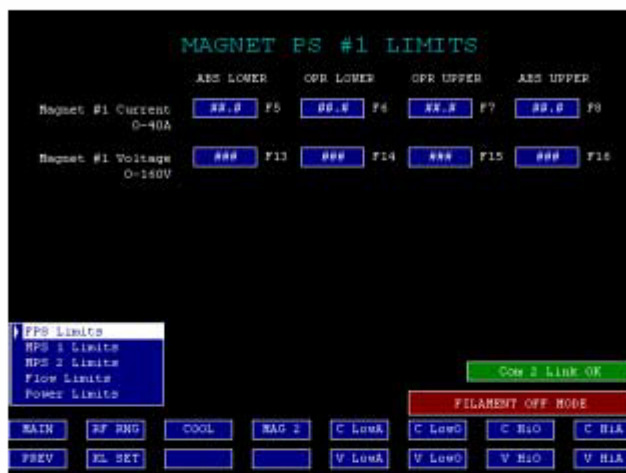 MAGNET PS #1 LIMITS
ABS LOWER OPR LOWER OPR UPPER ABS UPPER
Magnet #1 Current ##.# F5 ##.# F6 ##.# F7 ##.# F8
0-40A
Magnet #1 Voltage ### F13 ### F14 ### F15 ### F16
0-160V
FPS Limits
MPS 1 Limits
MPS 2 Limits
Flow Limits
Power Limits
Com 2 Link OK
FILAMENT OFF MODE
MAIN RF RNG COOL MAG 2 C LowA C LowO C HiO C HiA
PREV KL SET V LowA V LowO V HiO V HiA